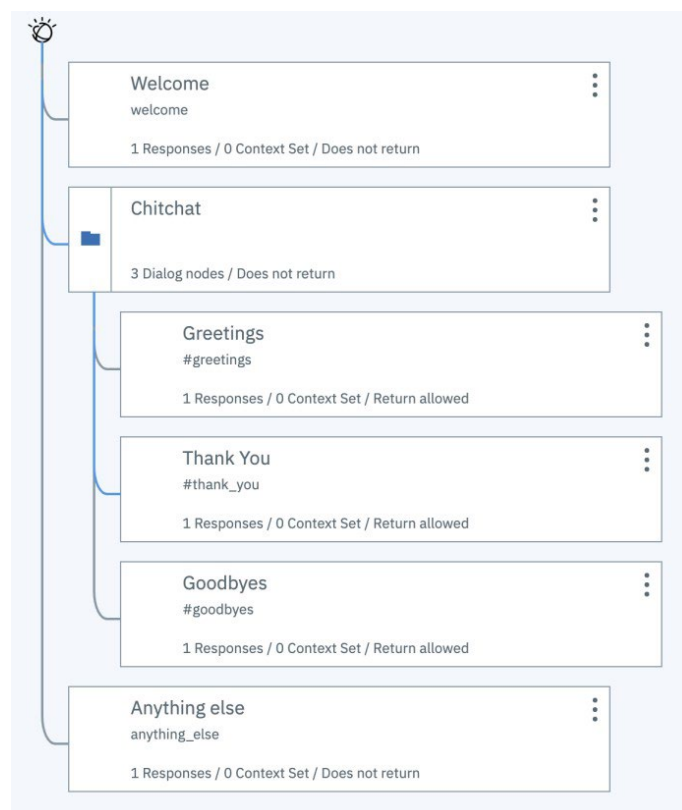 Welcome
welcome
1 Responses / 0 Context Set / Does not return
Chitchat
3 Dialog nodes / Does not return
Greetings
#greetings
1 Responses / 0 Context Set / Return allowed
Thank You
#thank_you
1 Responses / 0 Context Set / Return allowed
Goodbyes
#goodbyes
1 Responses / 0 Context Set / Return allowed
Anything else
anything_else
1 Responses / 0 Context Set / Does not return